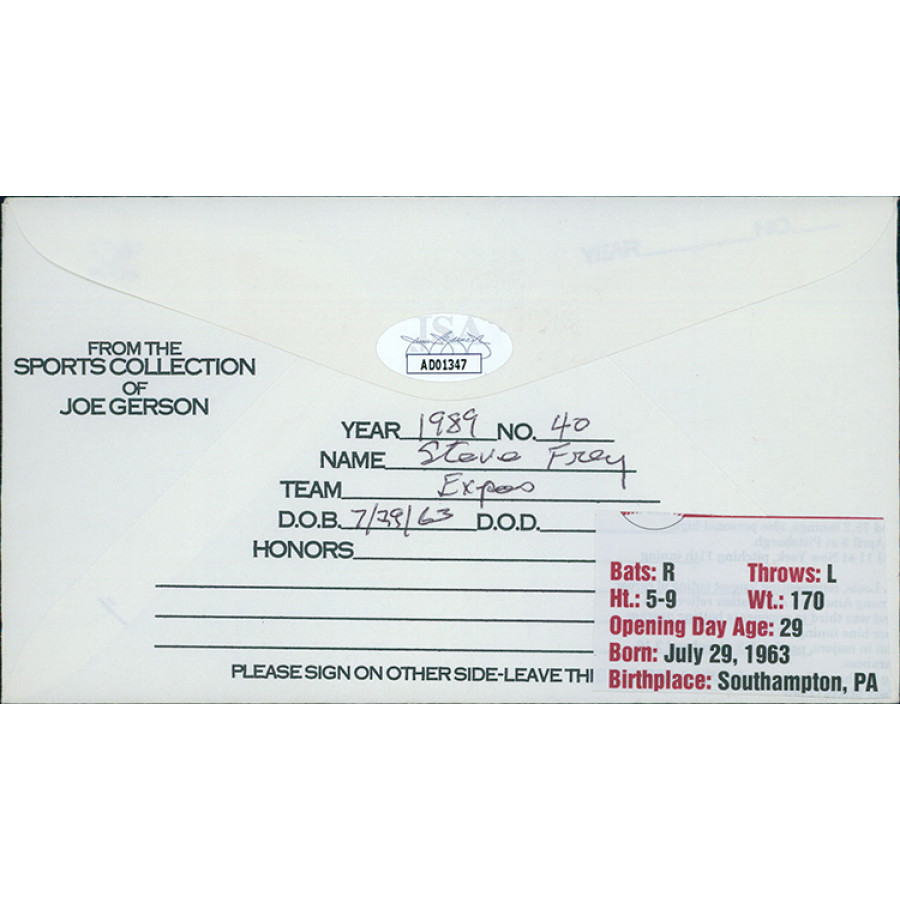 JSA
AD01347
FROM THE
SPORTS COLLECTION
OF
JOE GERSON
YEAR 1989 NO. 40
NAME Steve Frey
TEAM Expos
D.O.B. 7/29/63 D.O.D.
HONORS
PLEASE SIGN ON OTHER SIDE-LEAVE THI
Bats: R Throws: L
Ht.: 5-9 Wt.: 170
Opening Day Age: 29
Born: July 29, 1963
Birthplace: Southampton, PA